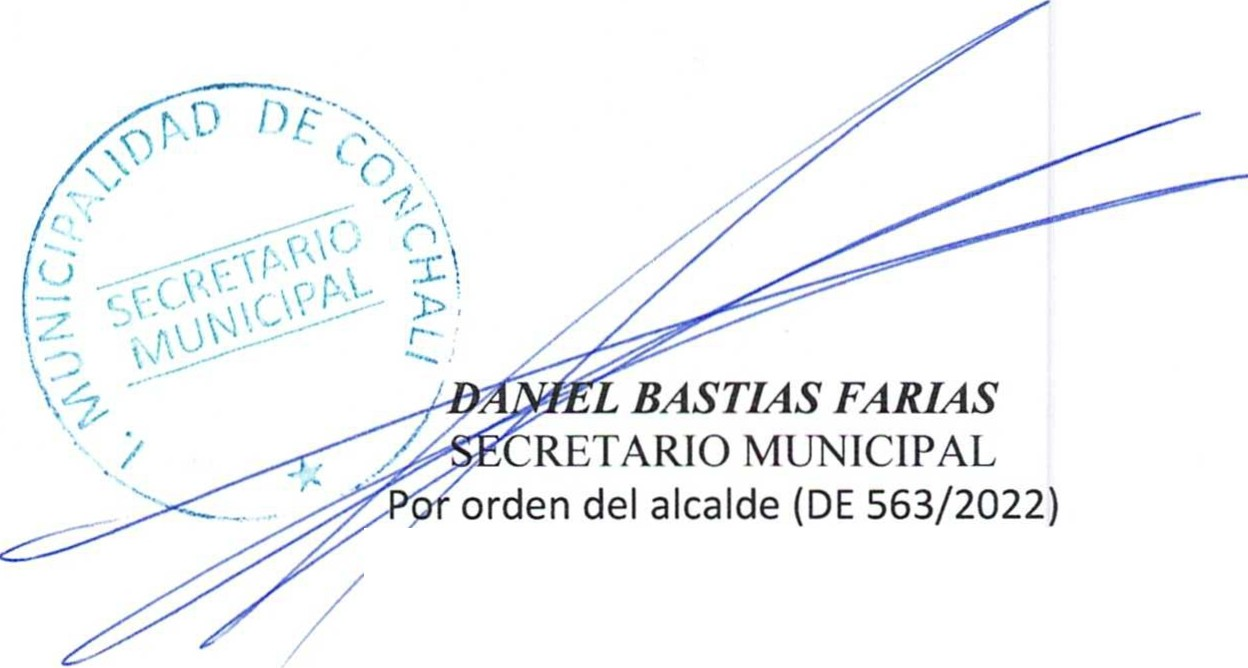 I. MUNICIPALIDAD DE CONCHALI
SECRETARIO
MUNICIPAL
DANIEL BASTIAS FARIAS
SECRETARIO MUNICIPAL
Por orden del alcalde (DE 563/2022)